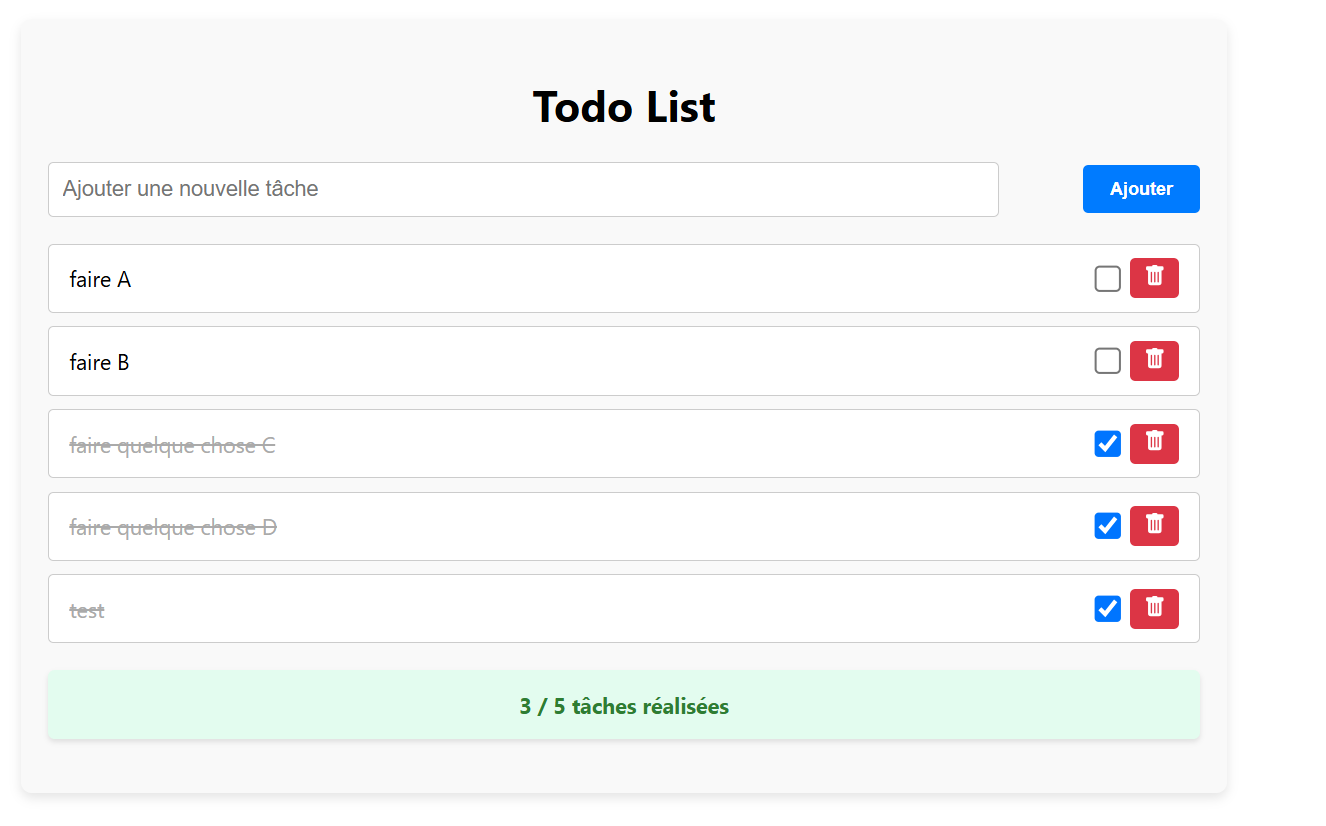 Todo List
Ajouter une nouvelle tâche
Ajouter
faire A
faire B
faire quelque chose C
faire quelque chose D
test
3 / 5 tâches réalisées